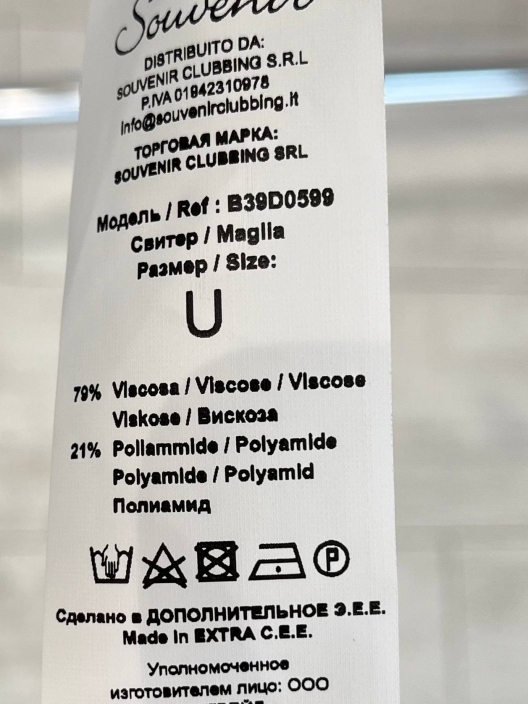 Souvenir
DISTRIBUITO DA:
SOUVENIR CLUBBING S.R.L
P.IVA 01942310978
Info@souvenirclubbing.it
ТОРГОВАЯ МАРКА:
SOUVENIR CLUBBING SRL
Модель / Ref : B39D0599
Свитер / Maglia
Размер / Size:
U
79% Viscosa / Viscose / Viscose
Viskose / Вискоза
21% Poliammide / Polyamide
Polyamide / Polyamid
Полиамид
P
Сделано в ДОПОЛНИТЕЛЬНОЕ Э.Е.Е.
Made in EXTRA C.E.E.
Уполномоченное
изготовителем лицо: ООО